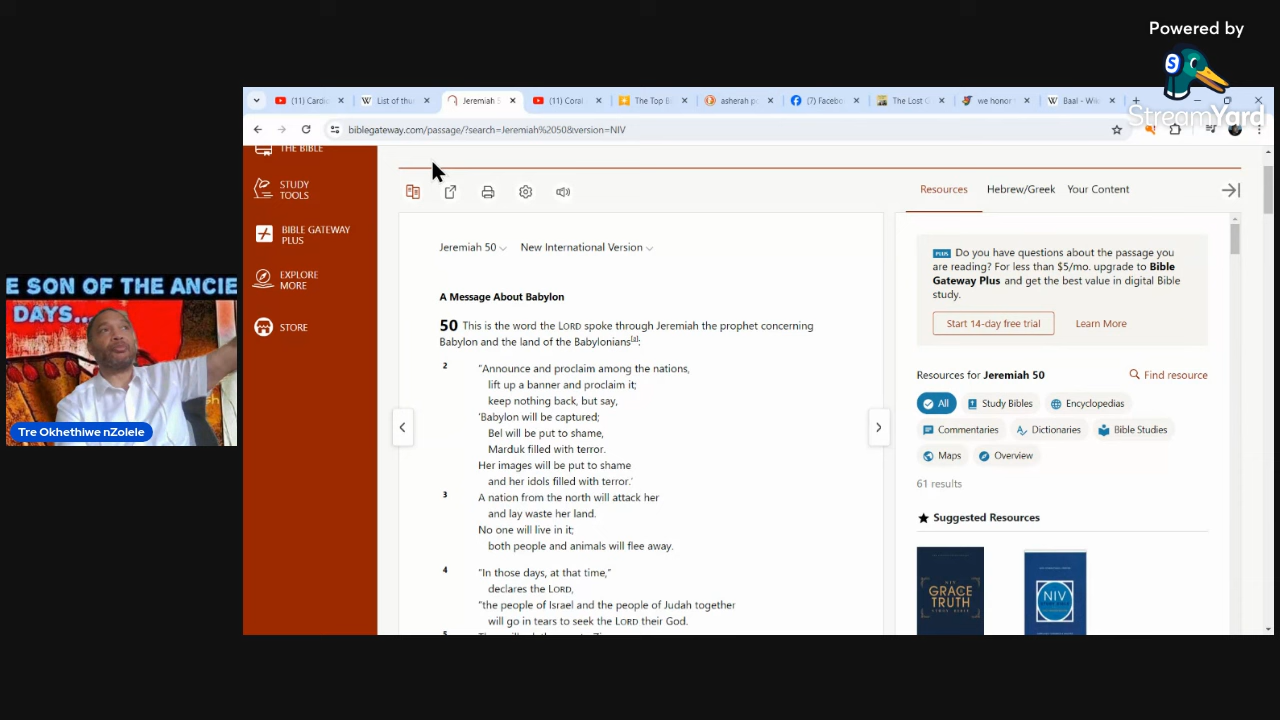 Powered by
S
StreamYard
(11) Cardi
List of thu
Jeremiah 5
(11) Coral
The Top B
asherah p
(7) Facebo
The Lost G
we honor
Baal - Wik
biblegateway.com/passage/?search=Jeremiah%2050&version=NIV
THE BIBLE
STUDY
TOOLS
BIBLE GATEWAY
PLUS
EXPLORE
MORE
STORE
Resources Hebrew/Greek Your Content
Jeremiah 50 New International Version
A Message About Babylon
50 This is the word the LORD spoke through Jeremiah the prophet concerning
Babylon and the land of the Babylonians[a]:
2 “Announce and proclaim among the nations,
lift up a banner and proclaim it;
keep nothing back, but say,
‘Babylon will be captured;
Bel will be put to shame,
Marduk filled with terror.
Her images will be put to shame
and her idols filled with terror.’
3 A nation from the north will attack her
and lay waste her land.
No one will live in it;
both people and animals will flee away.
4 “In those days, at that time,”
declares the LORD,
“the people of Israel and the people of Judah together
will go in tears to seek the LORD their God.
5
PLUS Do you have questions about the passage you
are reading? For less than $5/mo. upgrade to Bible
Gateway Plus and get the best value in digital Bible
study.
Start 14-day free trial Learn More
Resources for Jeremiah 50 Find resource
All Study Bibles Encyclopedias
Commentaries Dictionaries Bible Studies
Maps Overview
61 results
Suggested Resources
GRACE
TRUTH
NIV
E SON OF THE ANCIE
DAYS...
Tre Okhethiwe nZolele